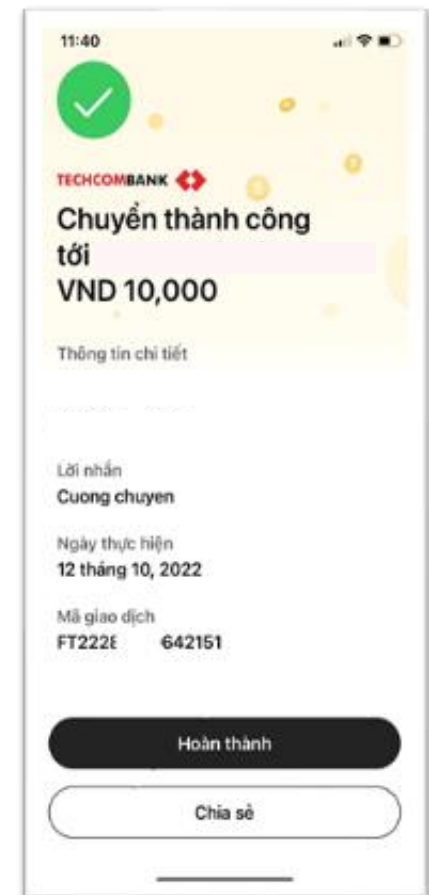 11:40
TECHCOMBANK
Chuyển thành công
tới
VND 10,000
Thông tin chi tiết
Lời nhắn
Cuong chuyen
Ngày thực hiện
12 tháng 10, 2022
Mã giao dịch
642151
Hoàn thành
Chia sẻ